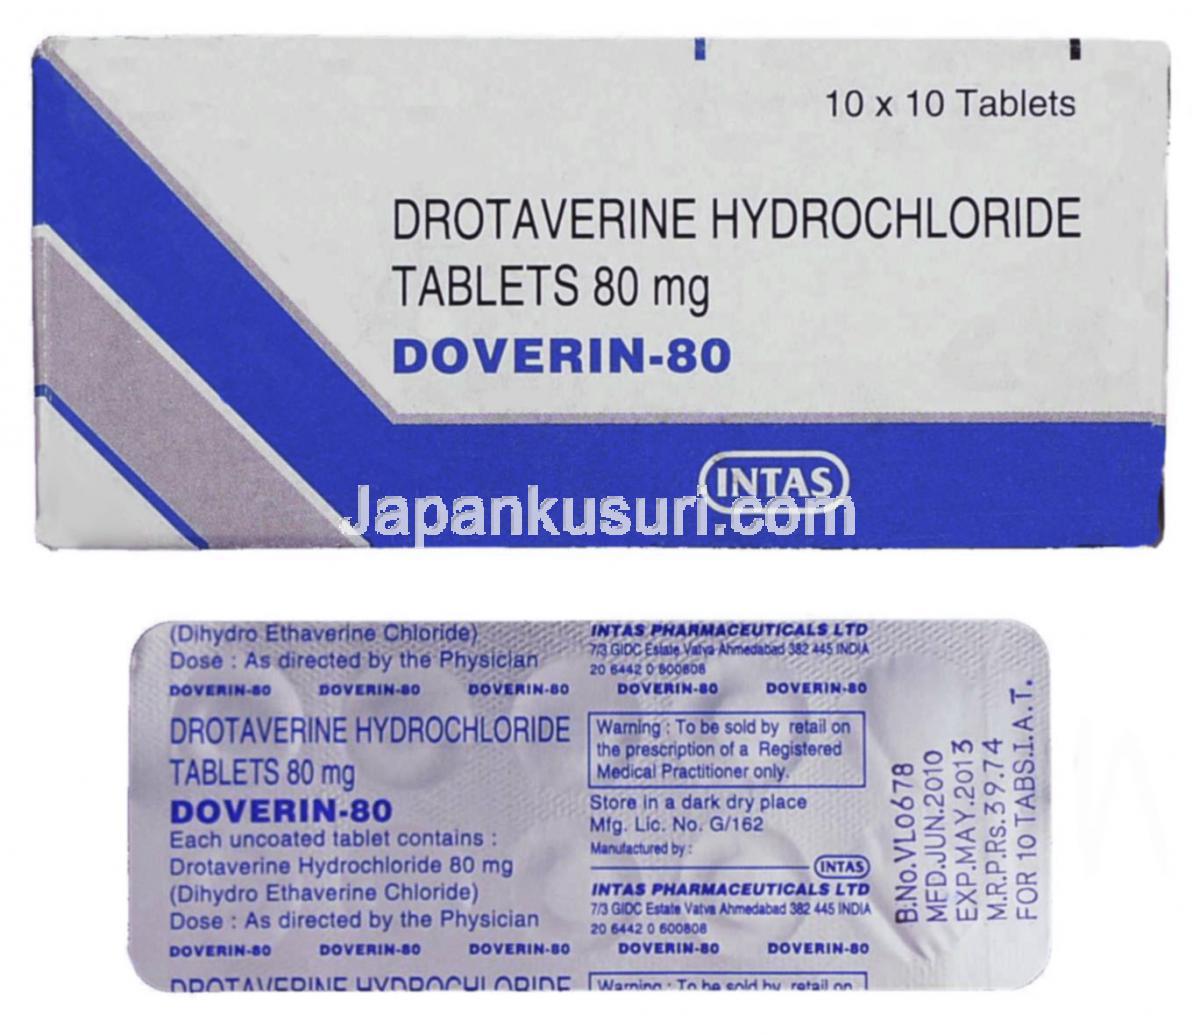 10 x 10 Tablets
DROTAVERINE HYDROCHLORIDE
TABLETS 80 mg
DOVERIN-80
INTAS
Japankusuri.com
(Dihydro Ethaverine Chloride)
Dose : As directed by the Physician
DOVERIN-80 DOVERIN-80 DOVERIN-80 DOVERIN-80 DOVERIN-80
DROTAVERINE HYDROCHLORIDE
TABLETS 80 mg
DOVERIN-80
Each uncoated tablet contains :
Drotaverine Hydrochloride 80 mg
(Dihydro Ethaverine Chloride)
Dose : As directed by the Physician
DOVERIN-80 DOVERIN-80 DOVERIN-80 DOVERIN-80 DOVERIN-80
DROTAVERINE HYDROCHLORIDE
INTAS PHARMACEUTICALS LTD
7/3 GIDC Estate Vatva Ahmedabad 382 445 INDIA
20 6442 0 600808
Warning : To be sold by retail on
the prescription of a Registered
Medical Practitioner only.
Store in a dark dry place
Mfg. Lic. No. G/162
Manufactured by :
INTAS
INTAS PHARMACEUTICALS LTD
7/3 GIDC Estate Vatva Ahmedabad 382 445 INDIA
20 6442 0 600808
Warning : To be sold by retail on
B.No.VL0678
MFD.JUN.2010
EXP.MAY.2013
M.R.P.Rs.39.74
FOR 10 TABS.I.A.T.